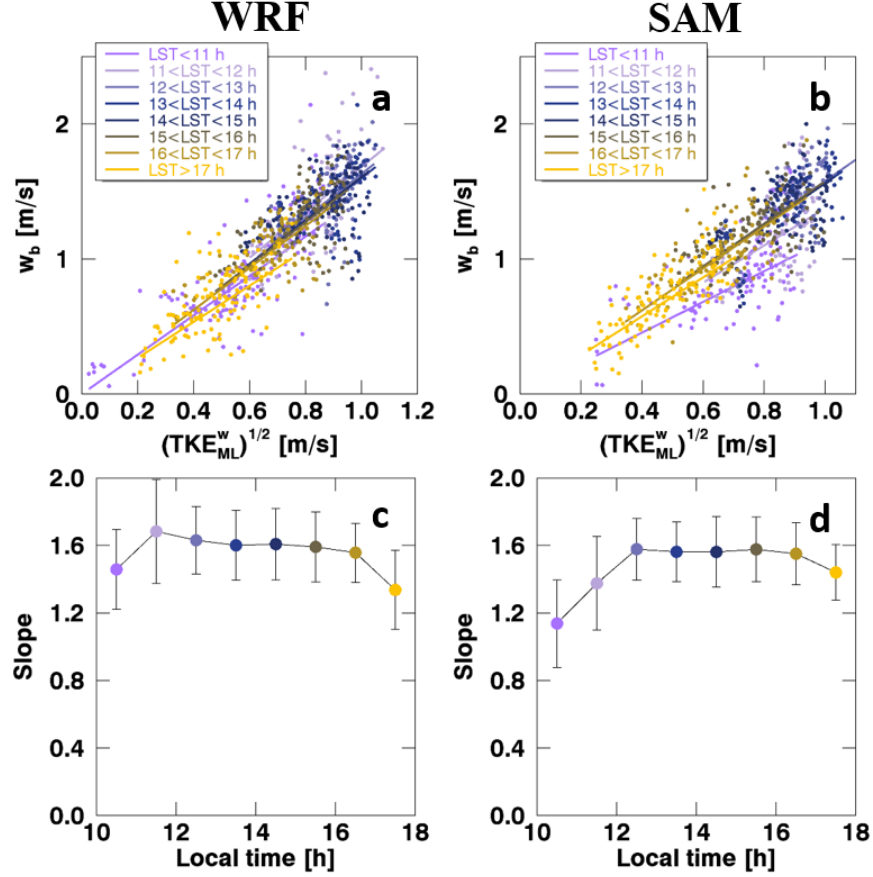 WRF
SAM
a
LST<11 h
11<LST<12 h
12<LST<13 h
13<LST<14 h
14<LST<15 h
15<LST<16 h
16<LST<17 h
LST>17 h
2
1
0
w_b [m/s]
0.0 0.2 0.4 0.6 0.8 1.0 1.2
(TKE^w_ML)^1/2 [m/s]
b
LST<11 h
11<LST<12 h
12<LST<13 h
13<LST<14 h
14<LST<15 h
15<LST<16 h
16<LST<17 h
LST>17 h
2
1
0
w_b [m/s]
0.0 0.2 0.4 0.6 0.8 1.0
(TKE^w_ML)^1/2 [m/s]
c
2.0
1.6
1.2
0.8
0.4
0.0
Slope
10 12 14 16 18
Local time [h]
d
2.0
1.6
1.2
0.8
0.4
0.0
Slope
10 12 14 16 18
Local time [h]